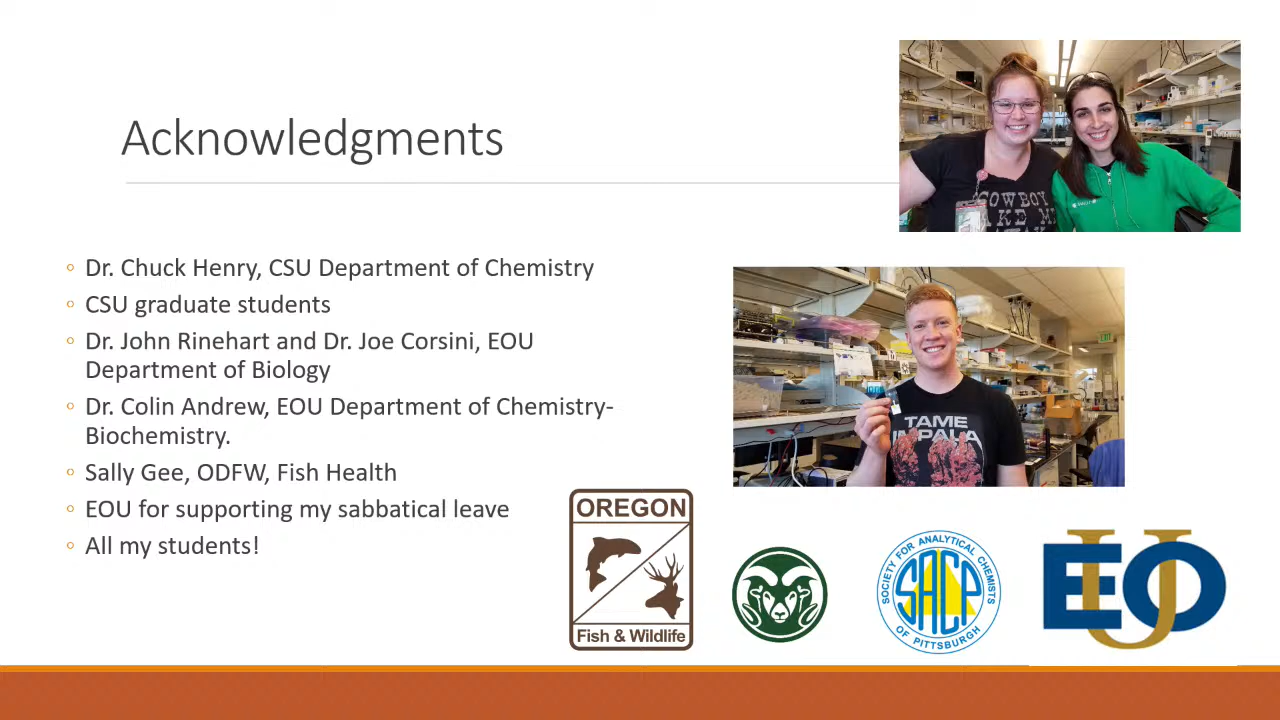 Acknowledgments
Dr. Chuck Henry, CSU Department of Chemistry
CSU graduate students
Dr. John Rinehart and Dr. Joe Corsini, EOU
Department of Biology
Dr. Colin Andrew, EOU Department of Chemistry-
Biochemistry.
Sally Gee, ODFW, Fish Health
EOU for supporting my sabbatical leave
All my students!
COWBOY
TAKE ME
TAME
IMPALA
OREGON
Fish & Wildlife
SOCIETY FOR ANALYTICAL CHEMISTS
SACP
OF PITTSBURGH
EOU